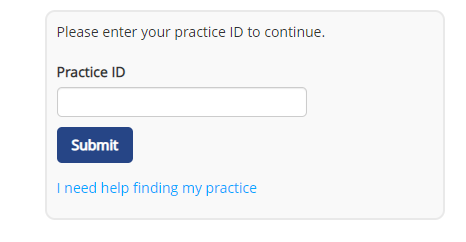 Please enter your practice ID to continue.
Practice ID
Submit
I need help finding my practice